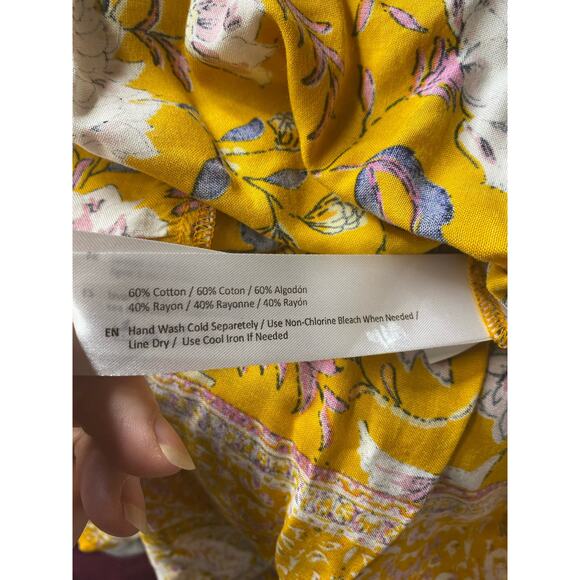 60% Cotton / 60% Coton / 60% Algodón
40% Rayon / 40% Rayonne / 40% Rayón
EN Hand Wash Cold Separetely / Use Non-Chlorine Bleach When Needed /
Line Dry / Use Cool Iron If Needed